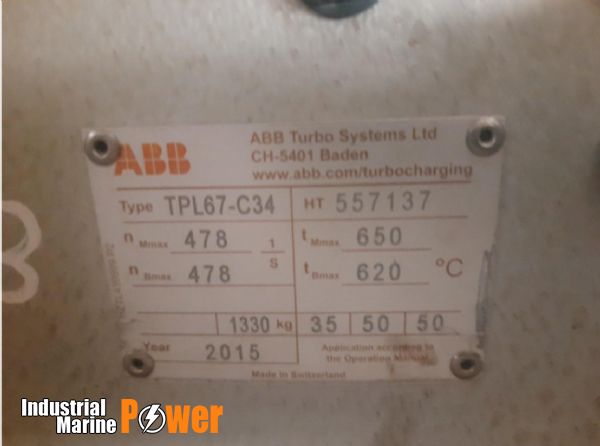 ABB
ABB Turbo Systems Ltd
CH-5401 Baden
www.abb.com/turbocharging
Type TPL67-C34 HT 557137
n Mmax 478 1/s t Mmax 650
n Bmax 478 t Bmax 620 °C
1330 kg 35 50 50
Year 2015 Application according to the Operation Manual
Made in Switzerland
Industrial Marine Power